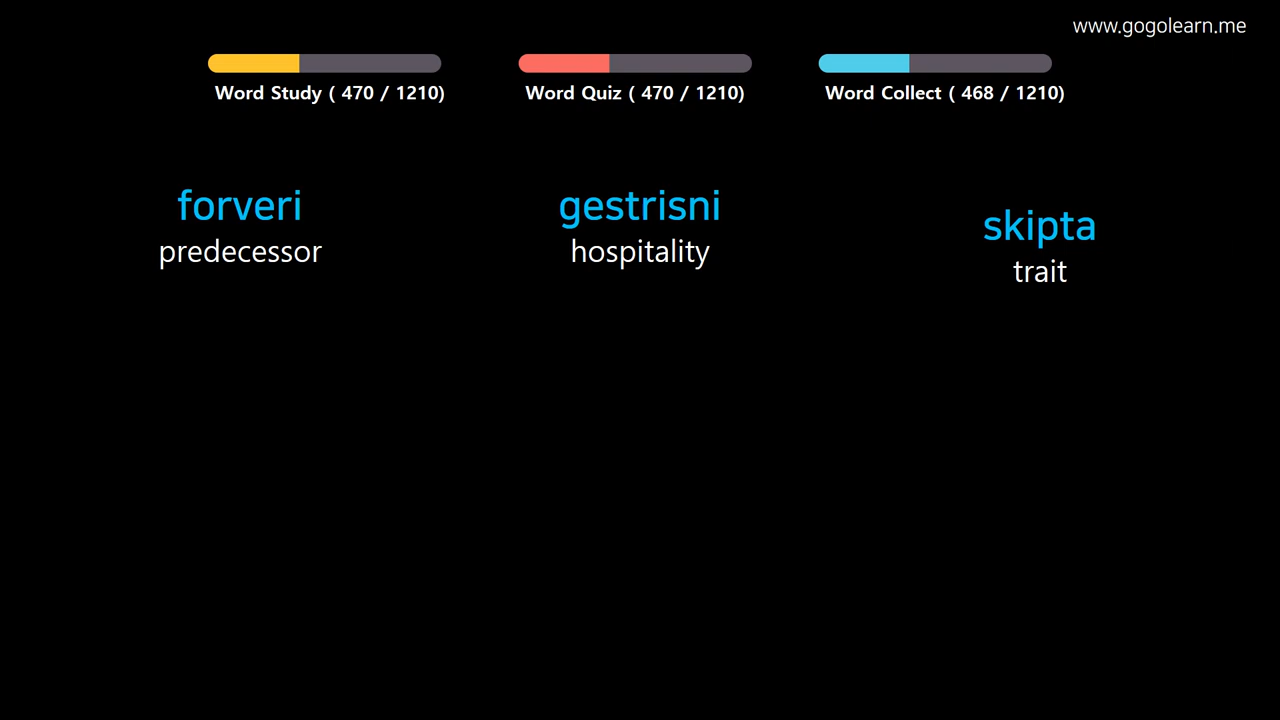 www.gogolearn.me
Word Study ( 470 / 1210)
Word Quiz ( 470 / 1210)
Word Collect ( 468 / 1210)
forveri
predecessor
gestrisni
hospitality
skipta
trait